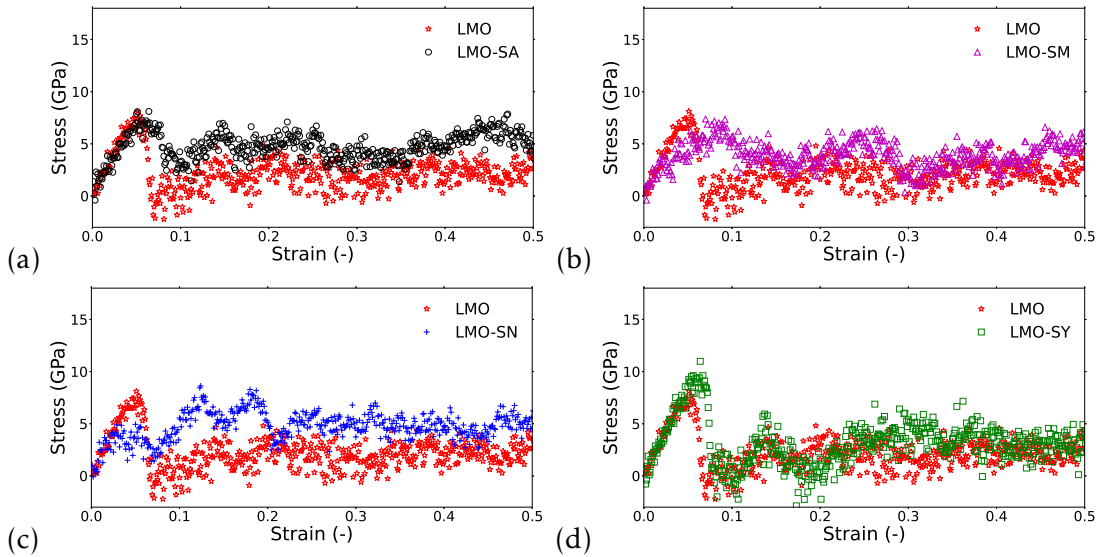 15
10
5
0
Stress (GPa)
LMO
LMO-SA
0.0 0.1 0.2 0.3 0.4 0.5
Strain (-)
(a)
15
10
5
0
Stress (GPa)
LMO
LMO-SM
0.0 0.1 0.2 0.3 0.4 0.5
Strain (-)
(b)
15
10
5
0
Stress (GPa)
LMO
LMO-SN
0.0 0.1 0.2 0.3 0.4 0.5
Strain (-)
(c)
15
10
5
0
Stress (GPa)
LMO
LMO-SY
0.0 0.1 0.2 0.3 0.4 0.5
Strain (-)
(d)